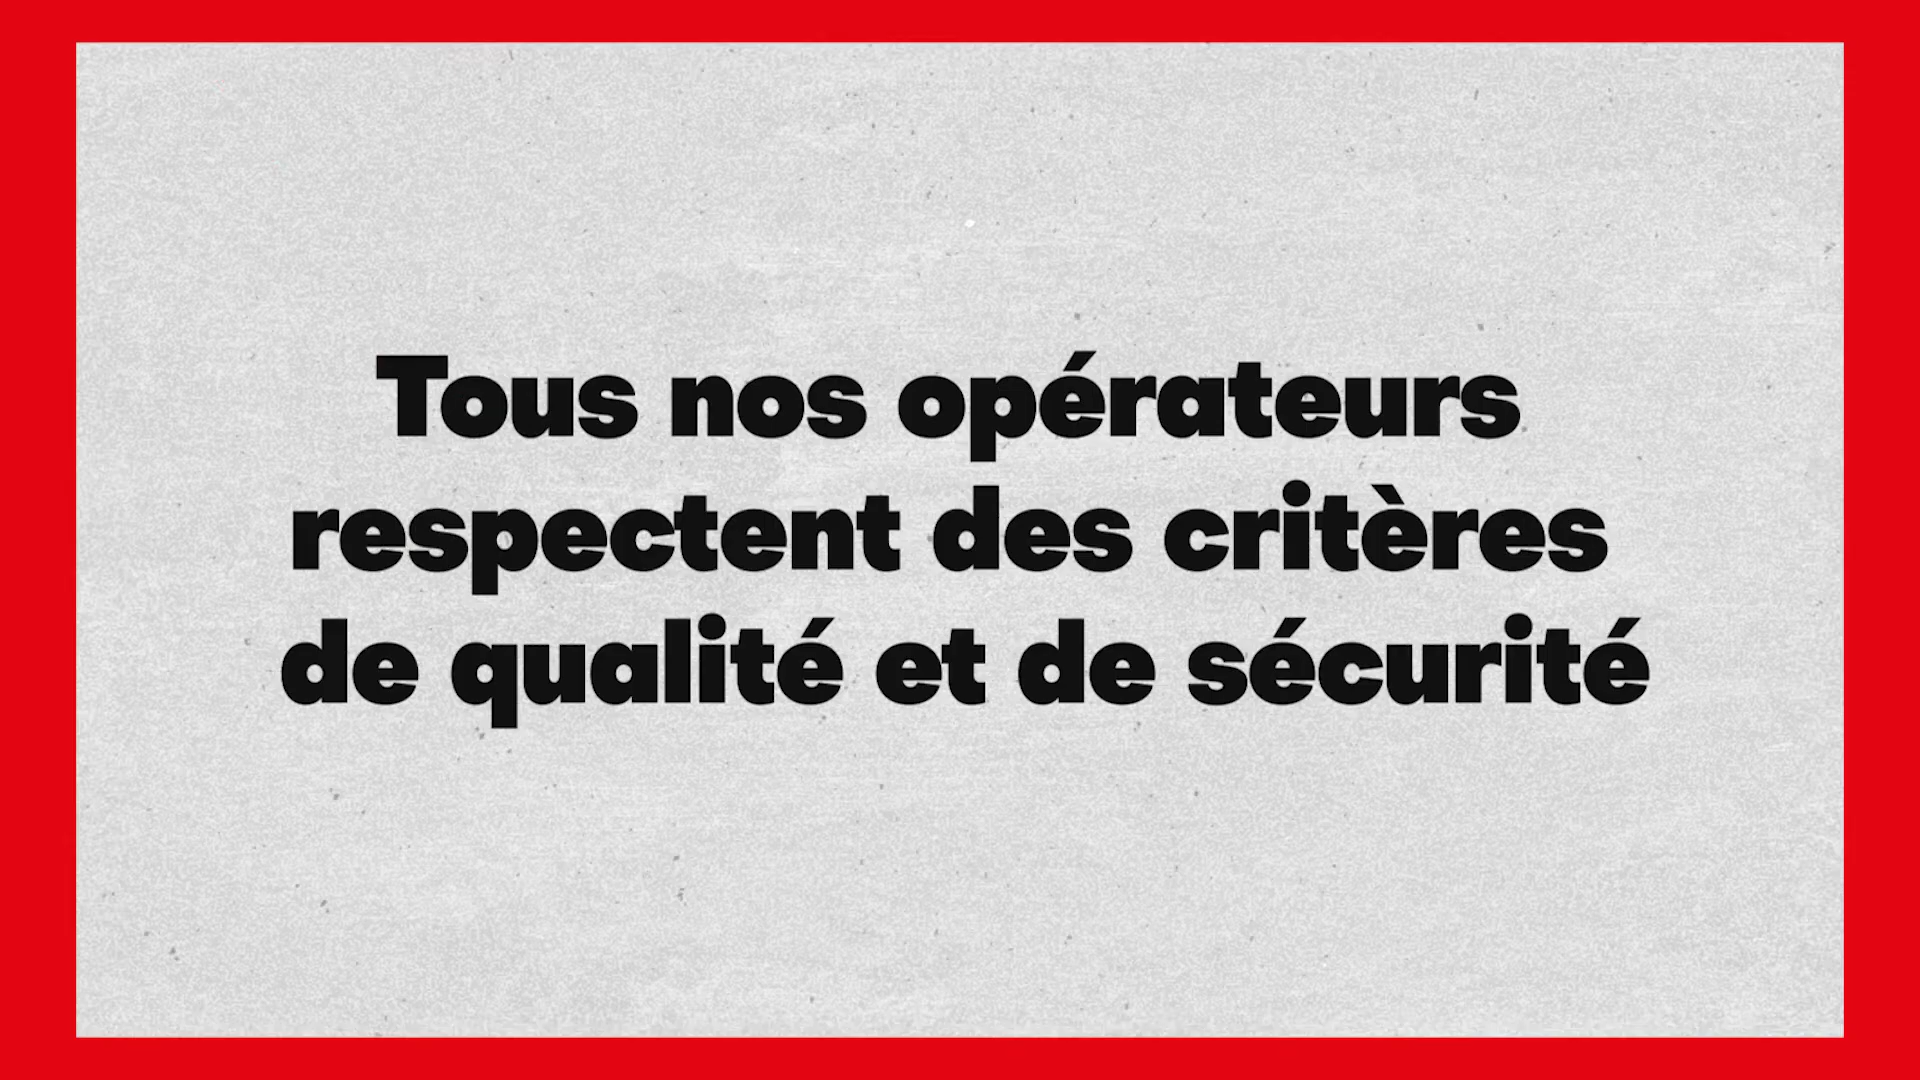 Tous nos opérateurs
respectent des critères
de qualité et de sécurité